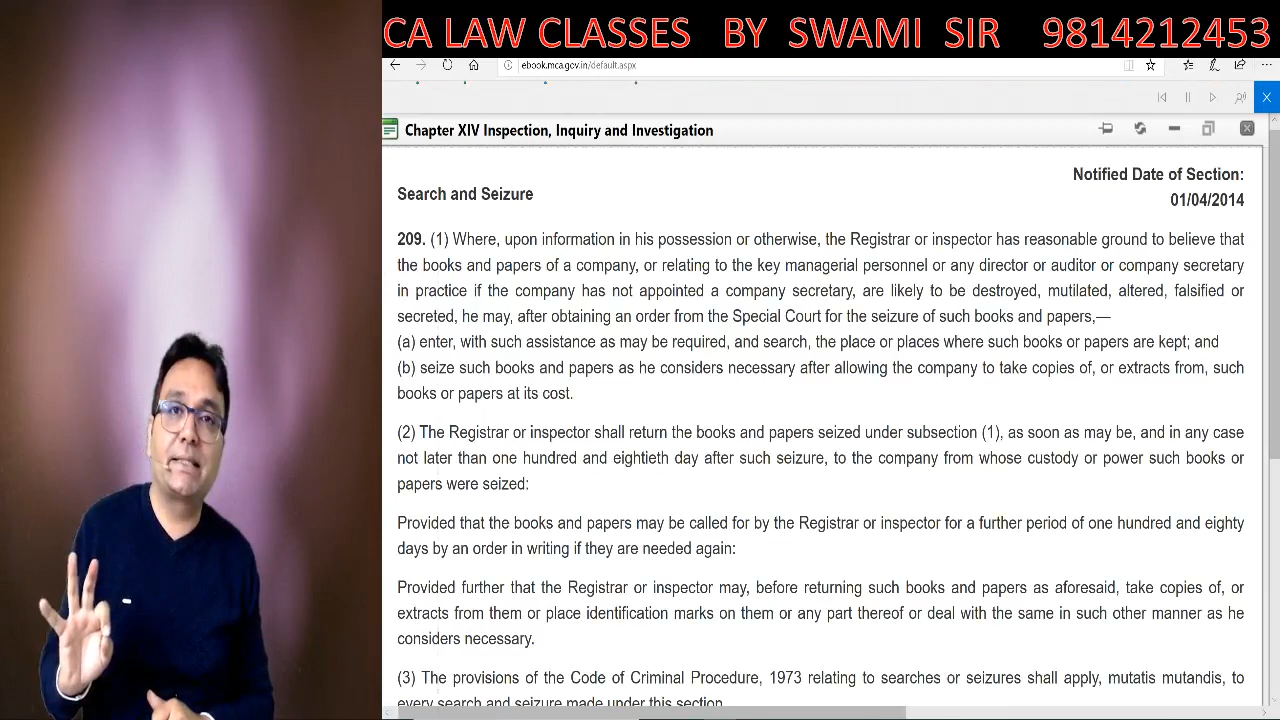 CA LAW CLASSES BY SWAMI SIR 9814212453
ebook.mca.gov.in/default.aspx
Chapter XIV Inspection, Inquiry and Investigation
Notified Date of Section:
Search and Seizure
01/04/2014
209. (1) Where, upon information in his possession or otherwise, the Registrar or inspector has reasonable ground to believe that
the books and papers of a company, or relating to the key managerial personnel or any director or auditor or company secretary
in practice if the company has not appointed a company secretary, are likely to be destroyed, mutilated, altered, falsified or
secreted, he may, after obtaining an order from the Special Court for the seizure of such books and papers,—
(a) enter, with such assistance as may be required, and search, the place or places where such books or papers are kept; and
(b) seize such books and papers as he considers necessary after allowing the company to take copies of, or extracts from, such
books or papers at its cost.
(2) The Registrar or inspector shall return the books and papers seized under subsection (1), as soon as may be, and in any case
not later than one hundred and eightieth day after such seizure, to the company from whose custody or power such books or
papers were seized:
Provided that the books and papers may be called for by the Registrar or inspector for a further period of one hundred and eighty
days by an order in writing if they are needed again:
Provided further that the Registrar or inspector may, before returning such books and papers as aforesaid, take copies of, or
extracts from them or place identification marks on them or any part thereof or deal with the same in such other manner as he
considers necessary.
(3) The provisions of the Code of Criminal Procedure, 1973 relating to searches or seizures shall apply, mutatis mutandis, to
every search and seizure made under this section.